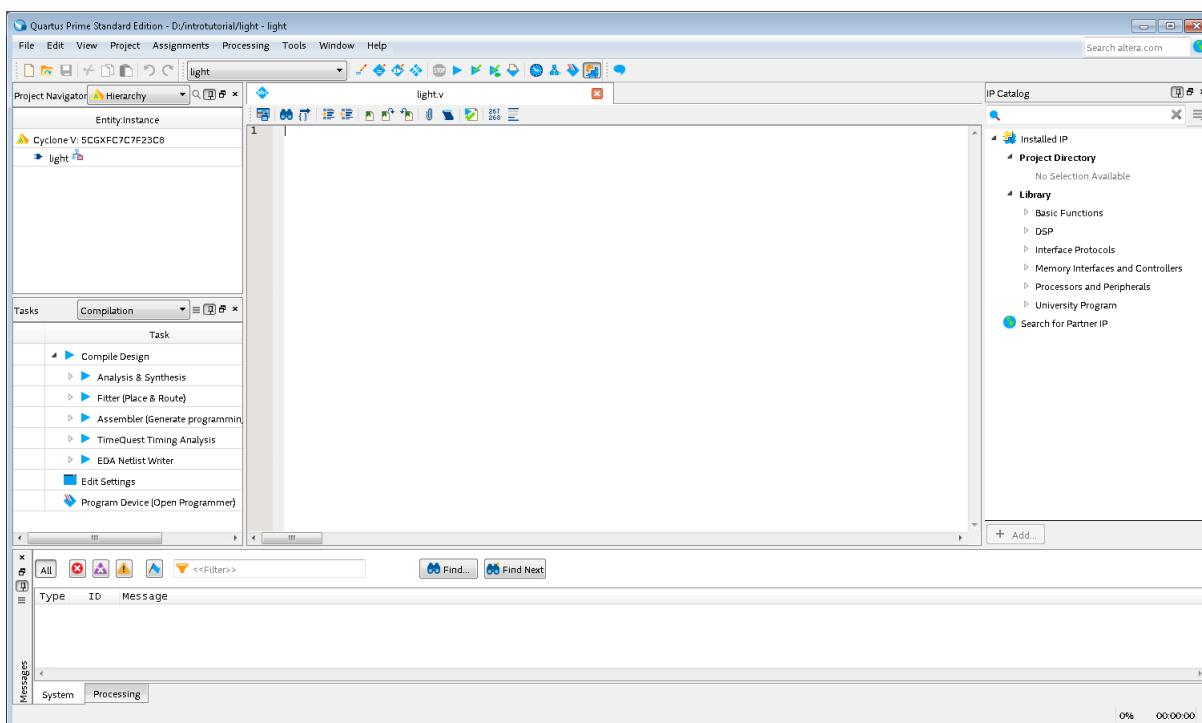 Quartus Prime Standard Edition - D:/introtutorial/light - light
File Edit View Project Assignments Processing Tools Window Help
Search altera.com
light
STOP
Project Navigator Hierarchy
Entity:Instance
Cyclone V: 5CGXFC7C7F23C8
light
Tasks Compilation
Task
Compile Design
Analysis & Synthesis
Fitter (Place & Route)
Assembler (Generate programmin
TimeQuest Timing Analysis
EDA Netlist Writer
Edit Settings
Program Device (Open Programmer)
light.v
267
268
1
IP Catalog
Installed IP
Project Directory
No Selection Available
Library
Basic Functions
DSP
Interface Protocols
Memory Interfaces and Controllers
Processors and Peripherals
University Program
Search for Partner IP
+ Add...
All <<Filter>> Find... Find Next
Type ID Message
Messages
System Processing
0% 00:00:00